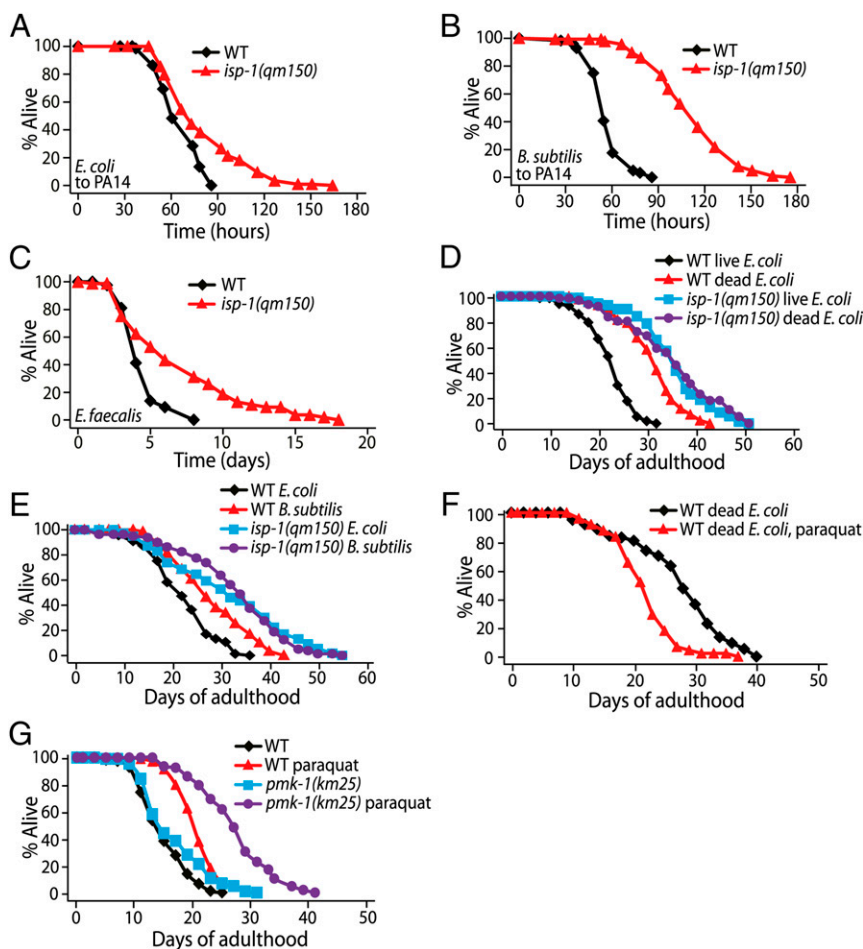 A
WT
isp-1(qm150)
% Alive
100
80
60
40
20
0
E. coli
to PA14
0 30 60 90 120 150 180
Time (hours)
B
WT
isp-1(qm150)
% Alive
100
80
60
40
20
0
B. subtilis
to PA14
0 30 60 90 120 150 180
Time (hours)
C
WT
isp-1(qm150)
% Alive
100
80
60
40
20
0
E. faecalis
0 5 10 15 20
Time (days)
D
WT live E. coli
WT dead E. coli
isp-1(qm150) live E. coli
isp-1(qm150) dead E. coli
% Alive
100
80
60
40
20
0
0 10 20 30 40 50 60
Days of adulthood
E
WT E. coli
WT B. subtilis
isp-1(qm150) E. coli
isp-1(qm150) B. subtilis
% Alive
100
80
60
40
20
0
0 10 20 30 40 50 60
Days of adulthood
F
WT dead E. coli
WT dead E. coli, paraquat
% Alive
100
80
60
40
20
0
0 10 20 30 40 50
Days of adulthood
G
WT
WT paraquat
pmk-1(km25)
pmk-1(km25) paraquat
% Alive
100
80
60
40
20
0
0 10 20 30 40 50
Days of adulthood